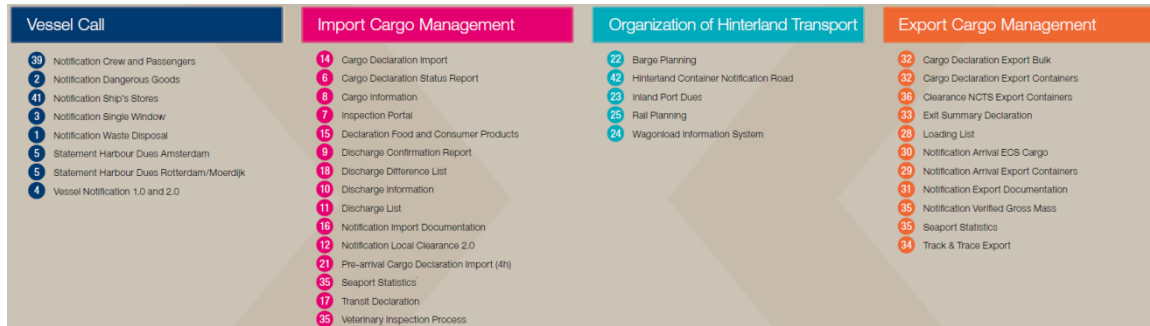 Vessel Call
39 Notification Crew and Passengers
2 Notification Dangerous Goods
41 Notification Ship's Stores
3 Notification Single Window
1 Notification Waste Disposal
5 Statement Harbour Dues Amsterdam
5 Statement Harbour Dues Rotterdam/Moerdijk
4 Vessel Notification 1.0 and 2.0
Import Cargo Management
14 Cargo Declaration Import
6 Cargo Declaration Status Report
8 Cargo Information
7 Inspection Portal
15 Declaration Food and Consumer Products
9 Discharge Confirmation Report
18 Discharge Difference List
10 Discharge Information
11 Discharge List
16 Notification Import Documentation
12 Notification Local Clearance 2.0
21 Pre-arrival Cargo Declaration Import (4h)
35 Seaport Statistics
17 Transit Declaration
35 Veterinary Inspection Process
Organization of Hinterland Transport
22 Barge Planning
42 Hinterland Container Notification Road
23 Inland Port Dues
25 Rail Planning
24 Wagonload Information System
Export Cargo Management
32 Cargo Declaration Export Bulk
32 Cargo Declaration Export Containers
36 Clearance NCTS Export Containers
33 Exit Summary Declaration
28 Loading List
30 Notification Arrival ECS Cargo
29 Notification Arrival Export Containers
31 Notification Export Documentation
35 Notification Verified Gross Mass
35 Seaport Statistics
34 Track & Trace Export